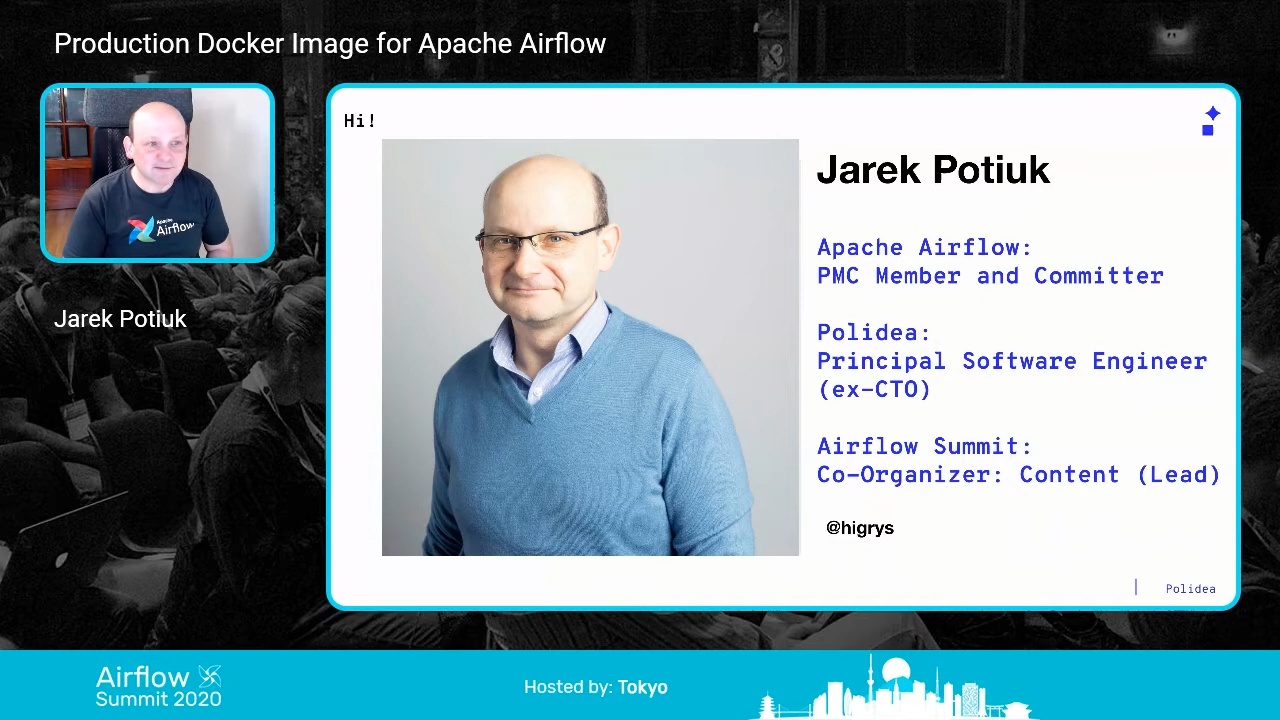 Production Docker Image for Apache Airflow
Apache
Airflow
Jarek Potiuk
Hi!
Jarek Potiuk
Apache Airflow:
PMC Member and Committer
Polidea:
Principal Software Engineer
(ex-CTO)
Airflow Summit:
Co-Organizer: Content (Lead)
@higrys
Polidea
Airflow
Summit 2020
Hosted by: Tokyo